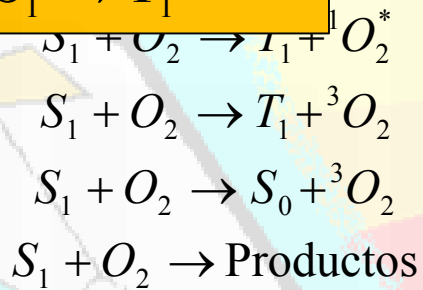 S₁ + O₂ → T₁ + ¹O₂*
S₁ + O₂ → T₁ + ³O₂
S₁ + O₂ → S₀ + ³O₂
S₁ + O₂ → Productos